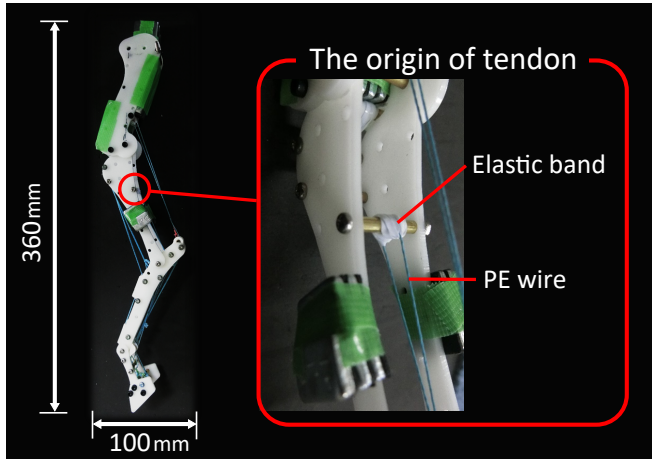 The origin of tendon
Elastic band
PE wire
360mm
100mm